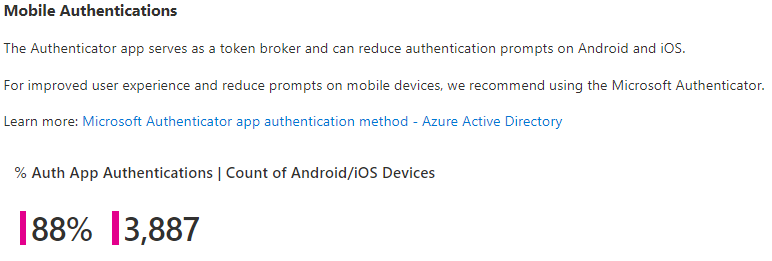 Mobile Authentications
The Authenticator app serves as a token broker and can reduce authentication prompts on Android and iOS.
For improved user experience and reduce prompts on mobile devices, we recommend using the Microsoft Authenticator.
Learn more: Microsoft Authenticator app authentication method - Azure Active Directory
% Auth App Authentications | Count of Android/iOS Devices
88% 3,887